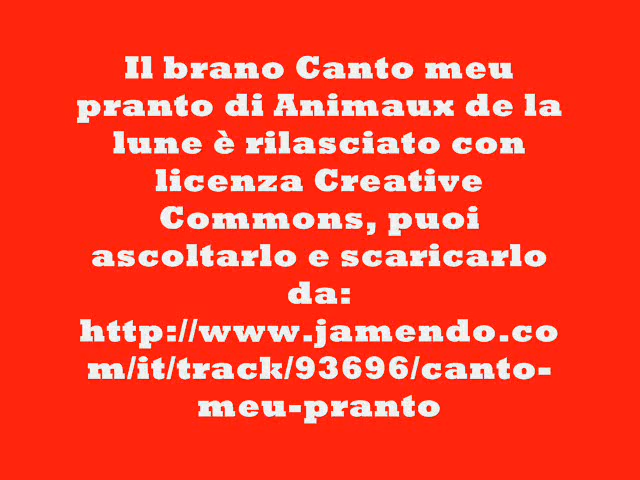 Il brano Canto meu
pranto di Animaux de la
lune è rilasciato con
licenza Creative
Commons, puoi
ascoltarlo e scaricarlo
da:
http://www.jamendo.co
m/it/track/93696/canto-
meu-pranto